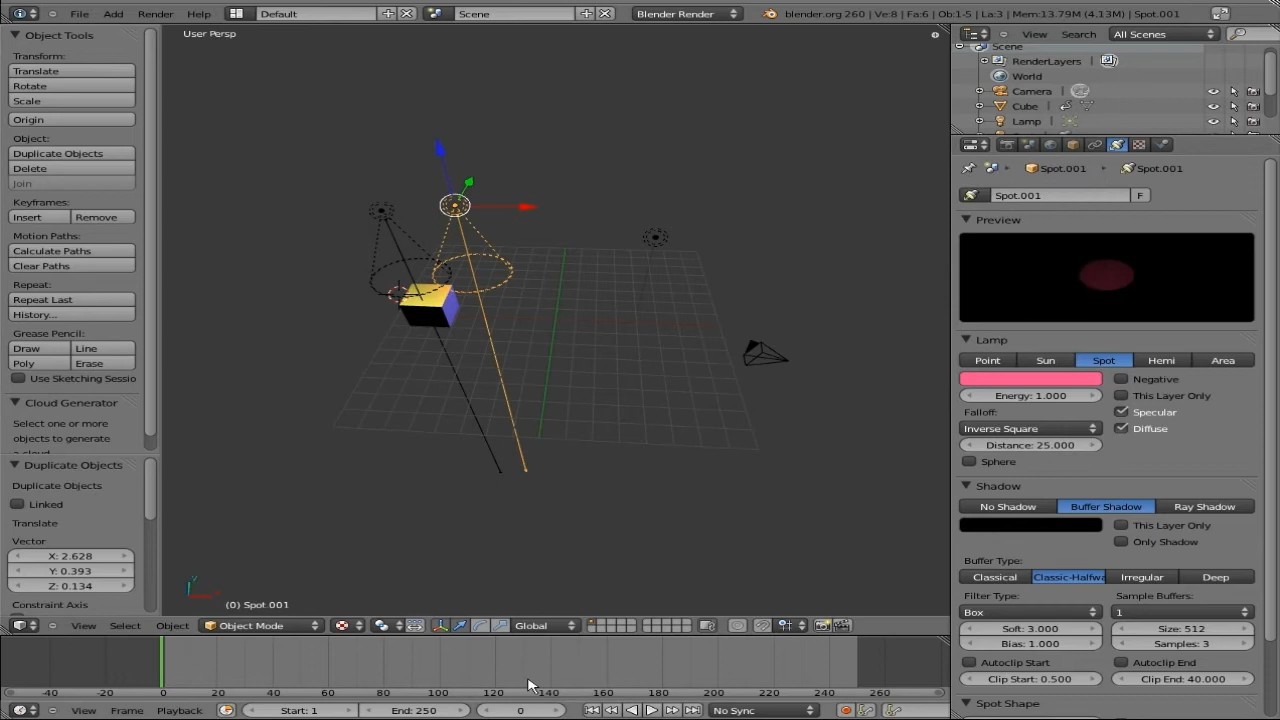 File Add Render Help Default Scene Blender Render blender.org 260 | Ve:8 | Fa:6 | Ob:1-5 | La:3 | Mem:13.79M (4.13M) | Spot.001
Object Tools
Transform:
Translate
Rotate
Scale
Origin
Object:
Duplicate Objects
Delete
Join
Keyframes:
Insert Remove
Motion Paths:
Calculate Paths
Clear Paths
Repeat:
Repeat Last
History...
Grease Pencil:
Draw Line
Poly Erase
Use Sketching Sessio
Cloud Generator
Select one or more
objects to generate
Duplicate Objects
Duplicate Objects
Linked
Translate
Vector
X: 2.628
Y: 0.393
Z: 0.134
Constraint Axis
User Persp
(0) Spot.001
View Select Object Object Mode Global
-40 -20 0 20 40 60 80 100 120 140 160 180 200 220 240 260
View Frame Playback Start: 1 End: 250 0 No Sync
View Search All Scenes
Scene
RenderLayers
World
Camera
Cube
Lamp
Spot.001 Spot.001
Spot.001 F
Preview
Lamp
Point Sun Spot Hemi Area
Negative
Energy: 1.000 This Layer Only
Falloff: Specular
Inverse Square Diffuse
Distance: 25.000
Sphere
Shadow
No Shadow Buffer Shadow Ray Shadow
This Layer Only
Only Shadow
Buffer Type:
Classical Classic-Halfwa Irregular Deep
Filter Type: Sample Buffers:
Box 1
Soft: 3.000 Size: 512
Bias: 1.000 Samples: 3
Autoclip Start Autoclip End
Clip Start: 0.500 Clip End: 40.000
Spot Shape